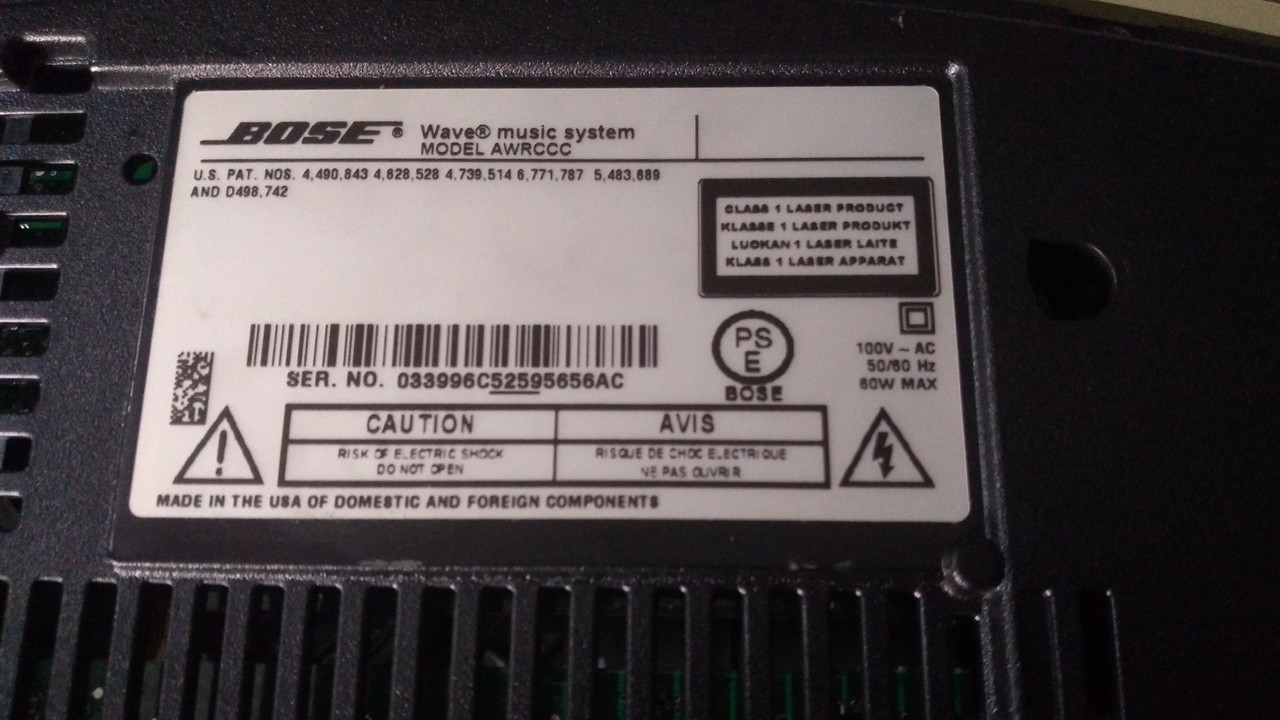 BOSE® Wave® music system
MODEL AWRCCC
U.S. PAT. NOS. 4,490,843 4,628,528 4,739,514 6,771,787 5,483,689
AND D498,742
CLASS 1 LASER PRODUCT
KLASSE 1 LASER PRODUKT
LUOKAN 1 LASER LAITE
KLASS 1 LASER APPARAT
PS
E
BOSE
100V ~ AC
50/60 Hz
60W MAX
SER. NO. 033996C52595656AC
CAUTION
RISK OF ELECTRIC SHOCK
DO NOT OPEN
AVIS
RISQUE DE CHOC ELECTRIQUE
NE PAS OUVRIR
MADE IN THE USA OF DOMESTIC AND FOREIGN COMPONENTS